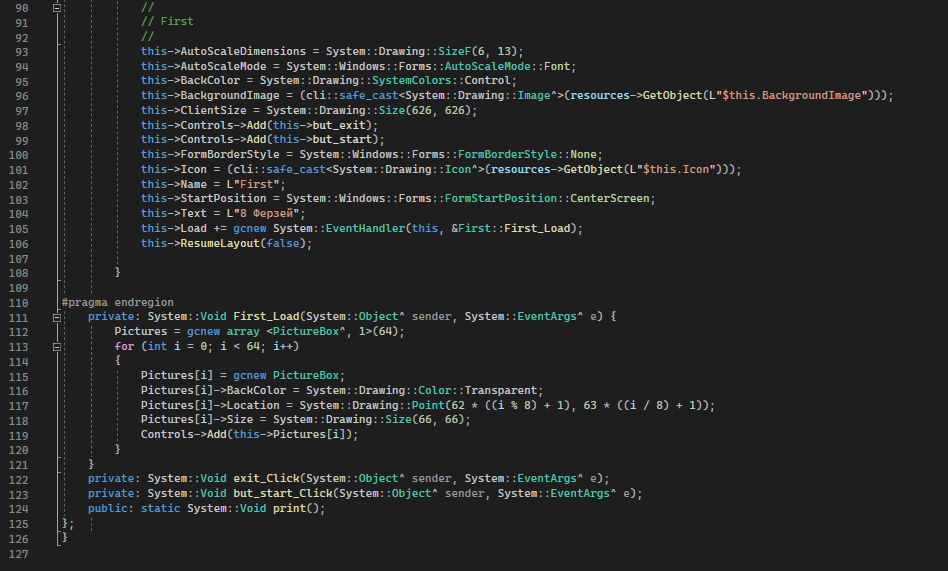 90 //
91 // First
92 //
93 this->AutoScaleDimensions = System::Drawing::SizeF(6, 13);
94 this->AutoScaleMode = System::Windows::Forms::AutoScaleMode::Font;
95 this->BackColor = System::Drawing::SystemColors::Control;
96 this->BackgroundImage = (cli::safe_cast<System::Drawing::Image^>(resources->GetObject(L"$this.BackgroundImage")));
97 this->ClientSize = System::Drawing::Size(626, 626);
98 this->Controls->Add(this->but_exit);
99 this->Controls->Add(this->but_start);
100 this->FormBorderStyle = System::Windows::Forms::FormBorderStyle::None;
101 this->Icon = (cli::safe_cast<System::Drawing::Icon^>(resources->GetObject(L"$this.Icon")));
102 this->Name = L"First";
103 this->StartPosition = System::Windows::Forms::FormStartPosition::CenterScreen;
104 this->Text = L"8 Ферзей";
105 this->Load += gcnew System::EventHandler(this, &First::First_Load);
106 this->ResumeLayout(false);
107
108 }
109
110 #pragma endregion
111 private: System::Void First_Load(System::Object^ sender, System::EventArgs^ e) {
112 Pictures = gcnew array <PictureBox^, 1>(64);
113 for (int i = 0; i < 64; i++)
114 {
115 Pictures[i] = gcnew PictureBox;
116 Pictures[i]->BackColor = System::Drawing::Color::Transparent;
117 Pictures[i]->Location = System::Drawing::Point(62 * ((i % 8) + 1), 63 * ((i / 8) + 1));
118 Pictures[i]->Size = System::Drawing::Size(66, 66);
119 Controls->Add(this->Pictures[i]);
120 }
121 }
122 private: System::Void exit_Click(System::Object^ sender, System::EventArgs^ e);
123 private: System::Void but_start_Click(System::Object^ sender, System::EventArgs^ e);
124 public: static System::Void print();
125 };
126 }
127